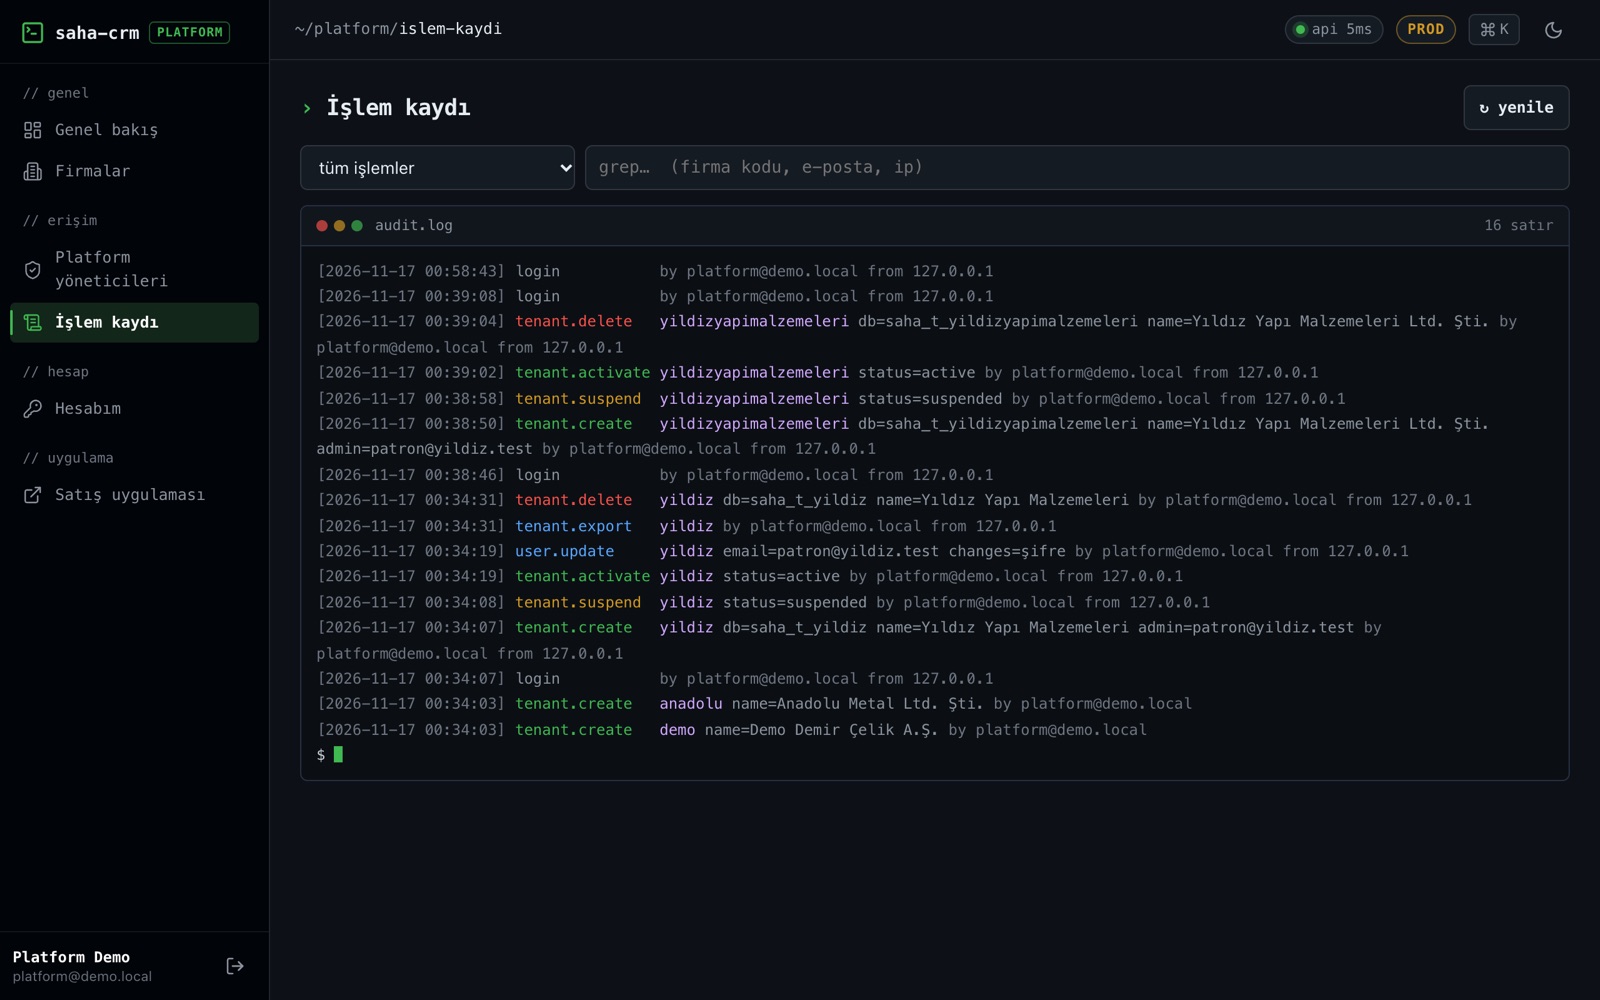 saha-crm PLATFORM
// genel
Genel bakış
Firmalar
// erişim
Platform
yöneticileri
İşlem kaydı
// hesap
Hesabım
// uygulama
Satış uygulaması
Platform Demo
platform@demo.local
~/platform/islem-kaydi
api 5ms
PROD
⌘ K
› İşlem kaydı
↻ yenile
tüm işlemler
grep… (firma kodu, e-posta, ip)
audit.log
16 satır
[2026-11-17 00:58:43] login by platform@demo.local from 127.0.0.1
[2026-11-17 00:39:08] login by platform@demo.local from 127.0.0.1
[2026-11-17 00:39:04] tenant.delete yildizyapimalzemeleri db=saha_t_yildizyapimalzemeleri name=Yıldız Yapı Malzemeleri Ltd. Şti. by
platform@demo.local from 127.0.0.1
[2026-11-17 00:39:02] tenant.activate yildizyapimalzemeleri status=active by platform@demo.local from 127.0.0.1
[2026-11-17 00:38:58] tenant.suspend yildizyapimalzemeleri status=suspended by platform@demo.local from 127.0.0.1
[2026-11-17 00:38:50] tenant.create yildizyapimalzemeleri db=saha_t_yildizyapimalzemeleri name=Yıldız Yapı Malzemeleri Ltd. Şti.
admin=patron@yildiz.test by platform@demo.local from 127.0.0.1
[2026-11-17 00:38:46] login by platform@demo.local from 127.0.0.1
[2026-11-17 00:34:31] tenant.delete yildiz db=saha_t_yildiz name=Yıldız Yapı Malzemeleri by platform@demo.local from 127.0.0.1
[2026-11-17 00:34:31] tenant.export yildiz by platform@demo.local from 127.0.0.1
[2026-11-17 00:34:19] user.update yildiz email=patron@yildiz.test changes=şifre by platform@demo.local from 127.0.0.1
[2026-11-17 00:34:19] tenant.activate yildiz status=active by platform@demo.local from 127.0.0.1
[2026-11-17 00:34:08] tenant.suspend yildiz status=suspended by platform@demo.local from 127.0.0.1
[2026-11-17 00:34:07] tenant.create yildiz db=saha_t_yildiz name=Yıldız Yapı Malzemeleri admin=patron@yildiz.test by
platform@demo.local from 127.0.0.1
[2026-11-17 00:34:07] login by platform@demo.local from 127.0.0.1
[2026-11-17 00:34:03] tenant.create anadolu name=Anadolu Metal Ltd. Şti. by platform@demo.local
[2026-11-17 00:34:03] tenant.create demo name=Demo Demir Çelik A.Ş. by platform@demo.local
$